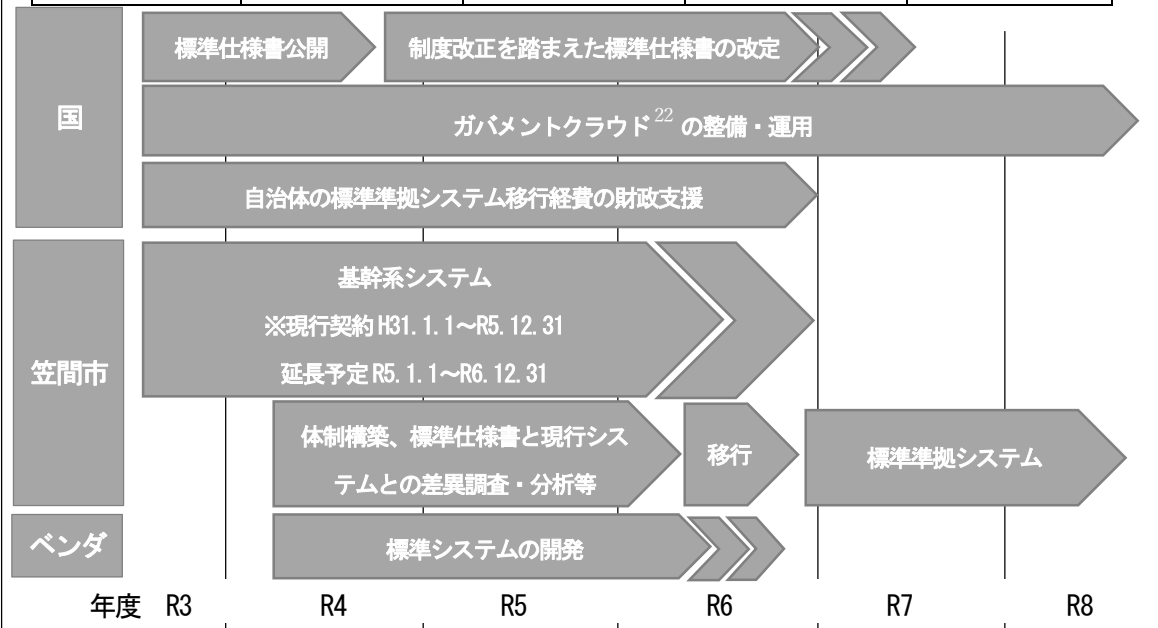 国
標準仕様書公開
制度改正を踏まえた標準仕様書の改定
ガバメントクラウド22 の整備・運用
自治体の標準準拠システム移行経費の財政支援
笠間市
基幹系システム
※現行契約 H31.1.1～R5.12.31
延長予定 R5.1.1～R6.12.31
体制構築、標準仕様書と現行シス
テムとの差異調査・分析等
移行
標準準拠システム
ベンダ
標準システムの開発
年度 R3 R4 R5 R6 R7 R8